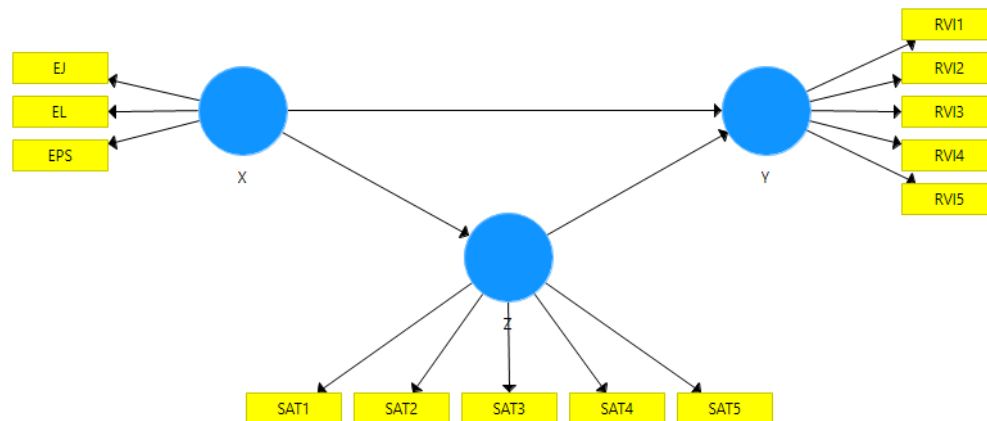 EJ
EL
EPS
X
Y
RVI1
RVI2
RVI3
RVI4
RVI5
Z
SAT1 SAT2 SAT3 SAT4 SAT5